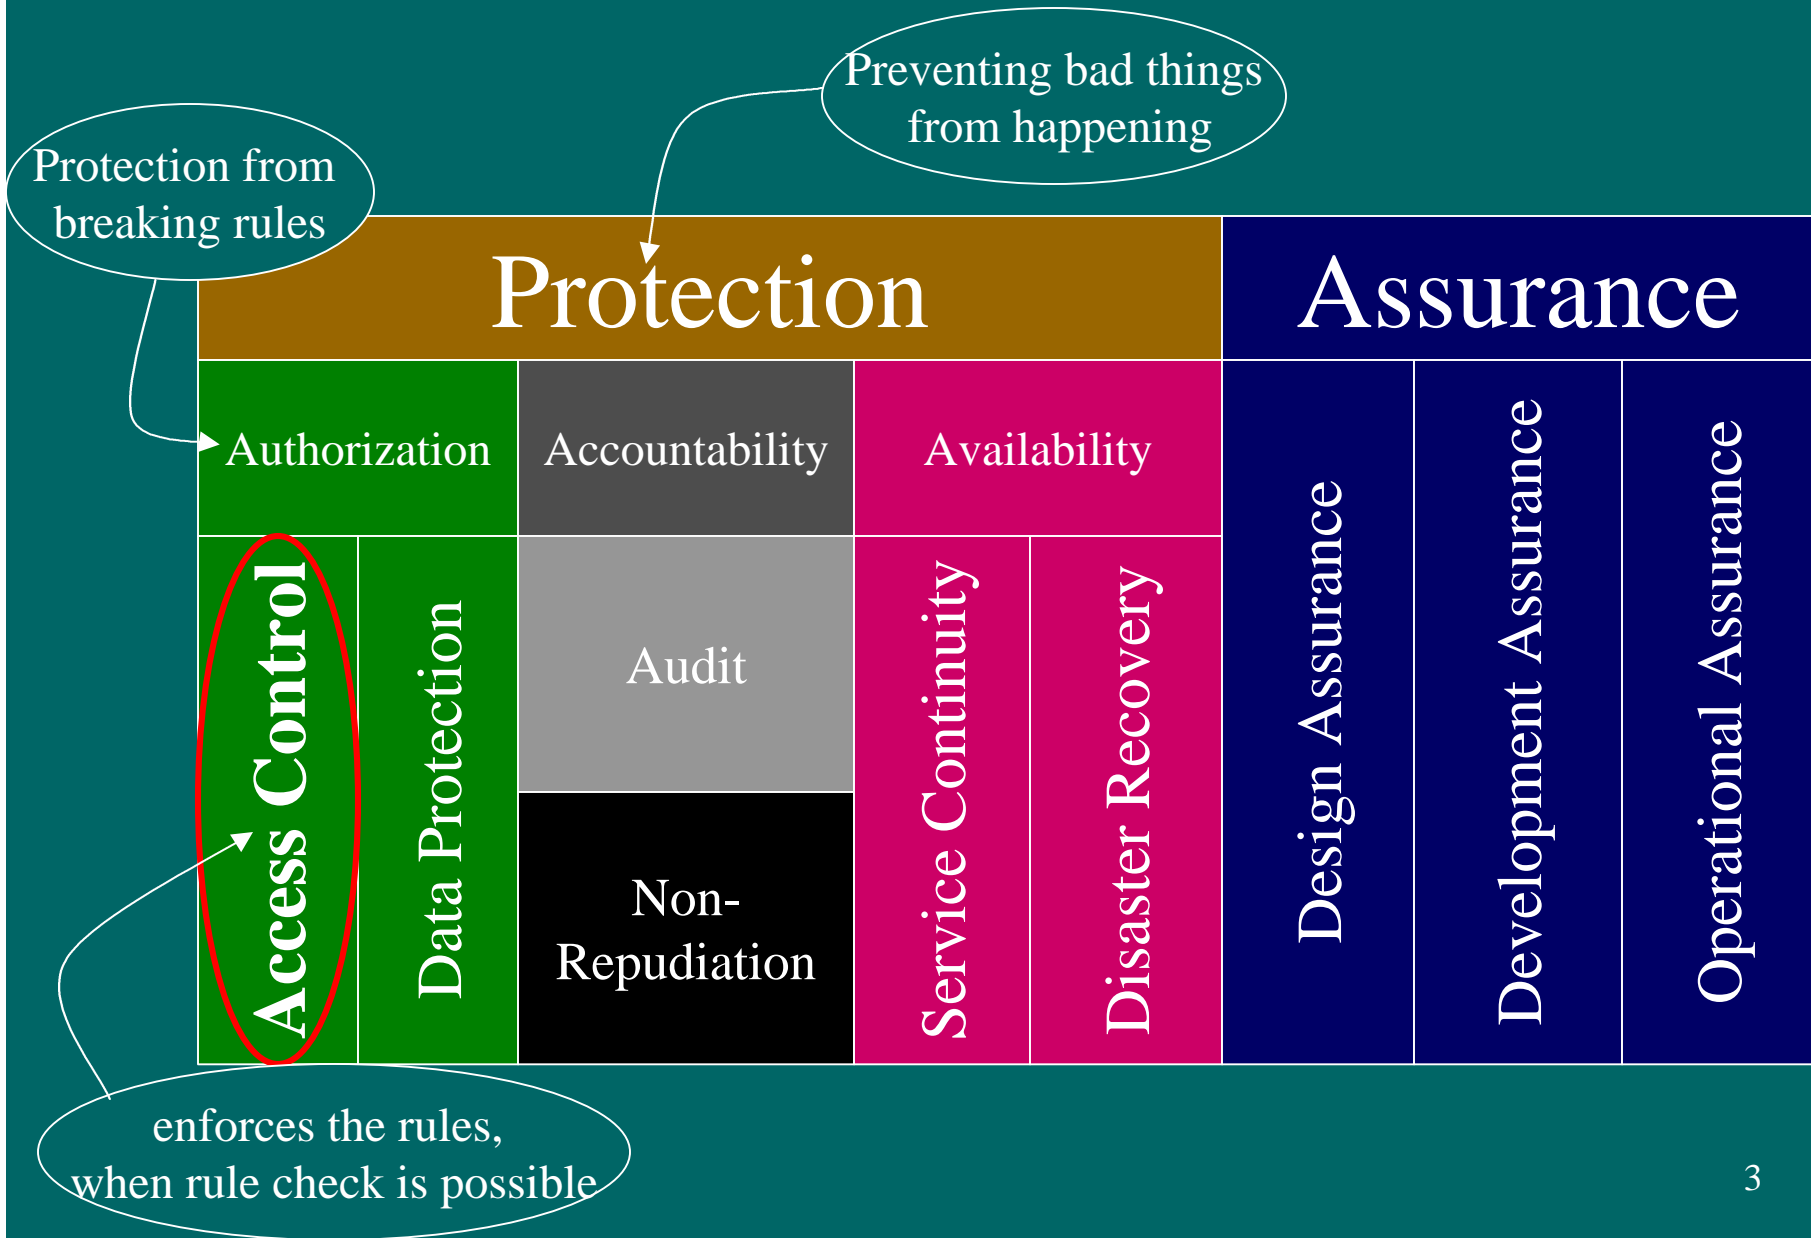 Preventing bad things
from happening
Protection from
breaking rules
Protection
Assurance
Authorization
Accountability
Availability
Access Control
Data Protection
Audit
Non-
Repudiation
Service Continuity
Disaster Recovery
Design Assurance
Development Assurance
Operational Assurance
enforces the rules,
when rule check is possible
3